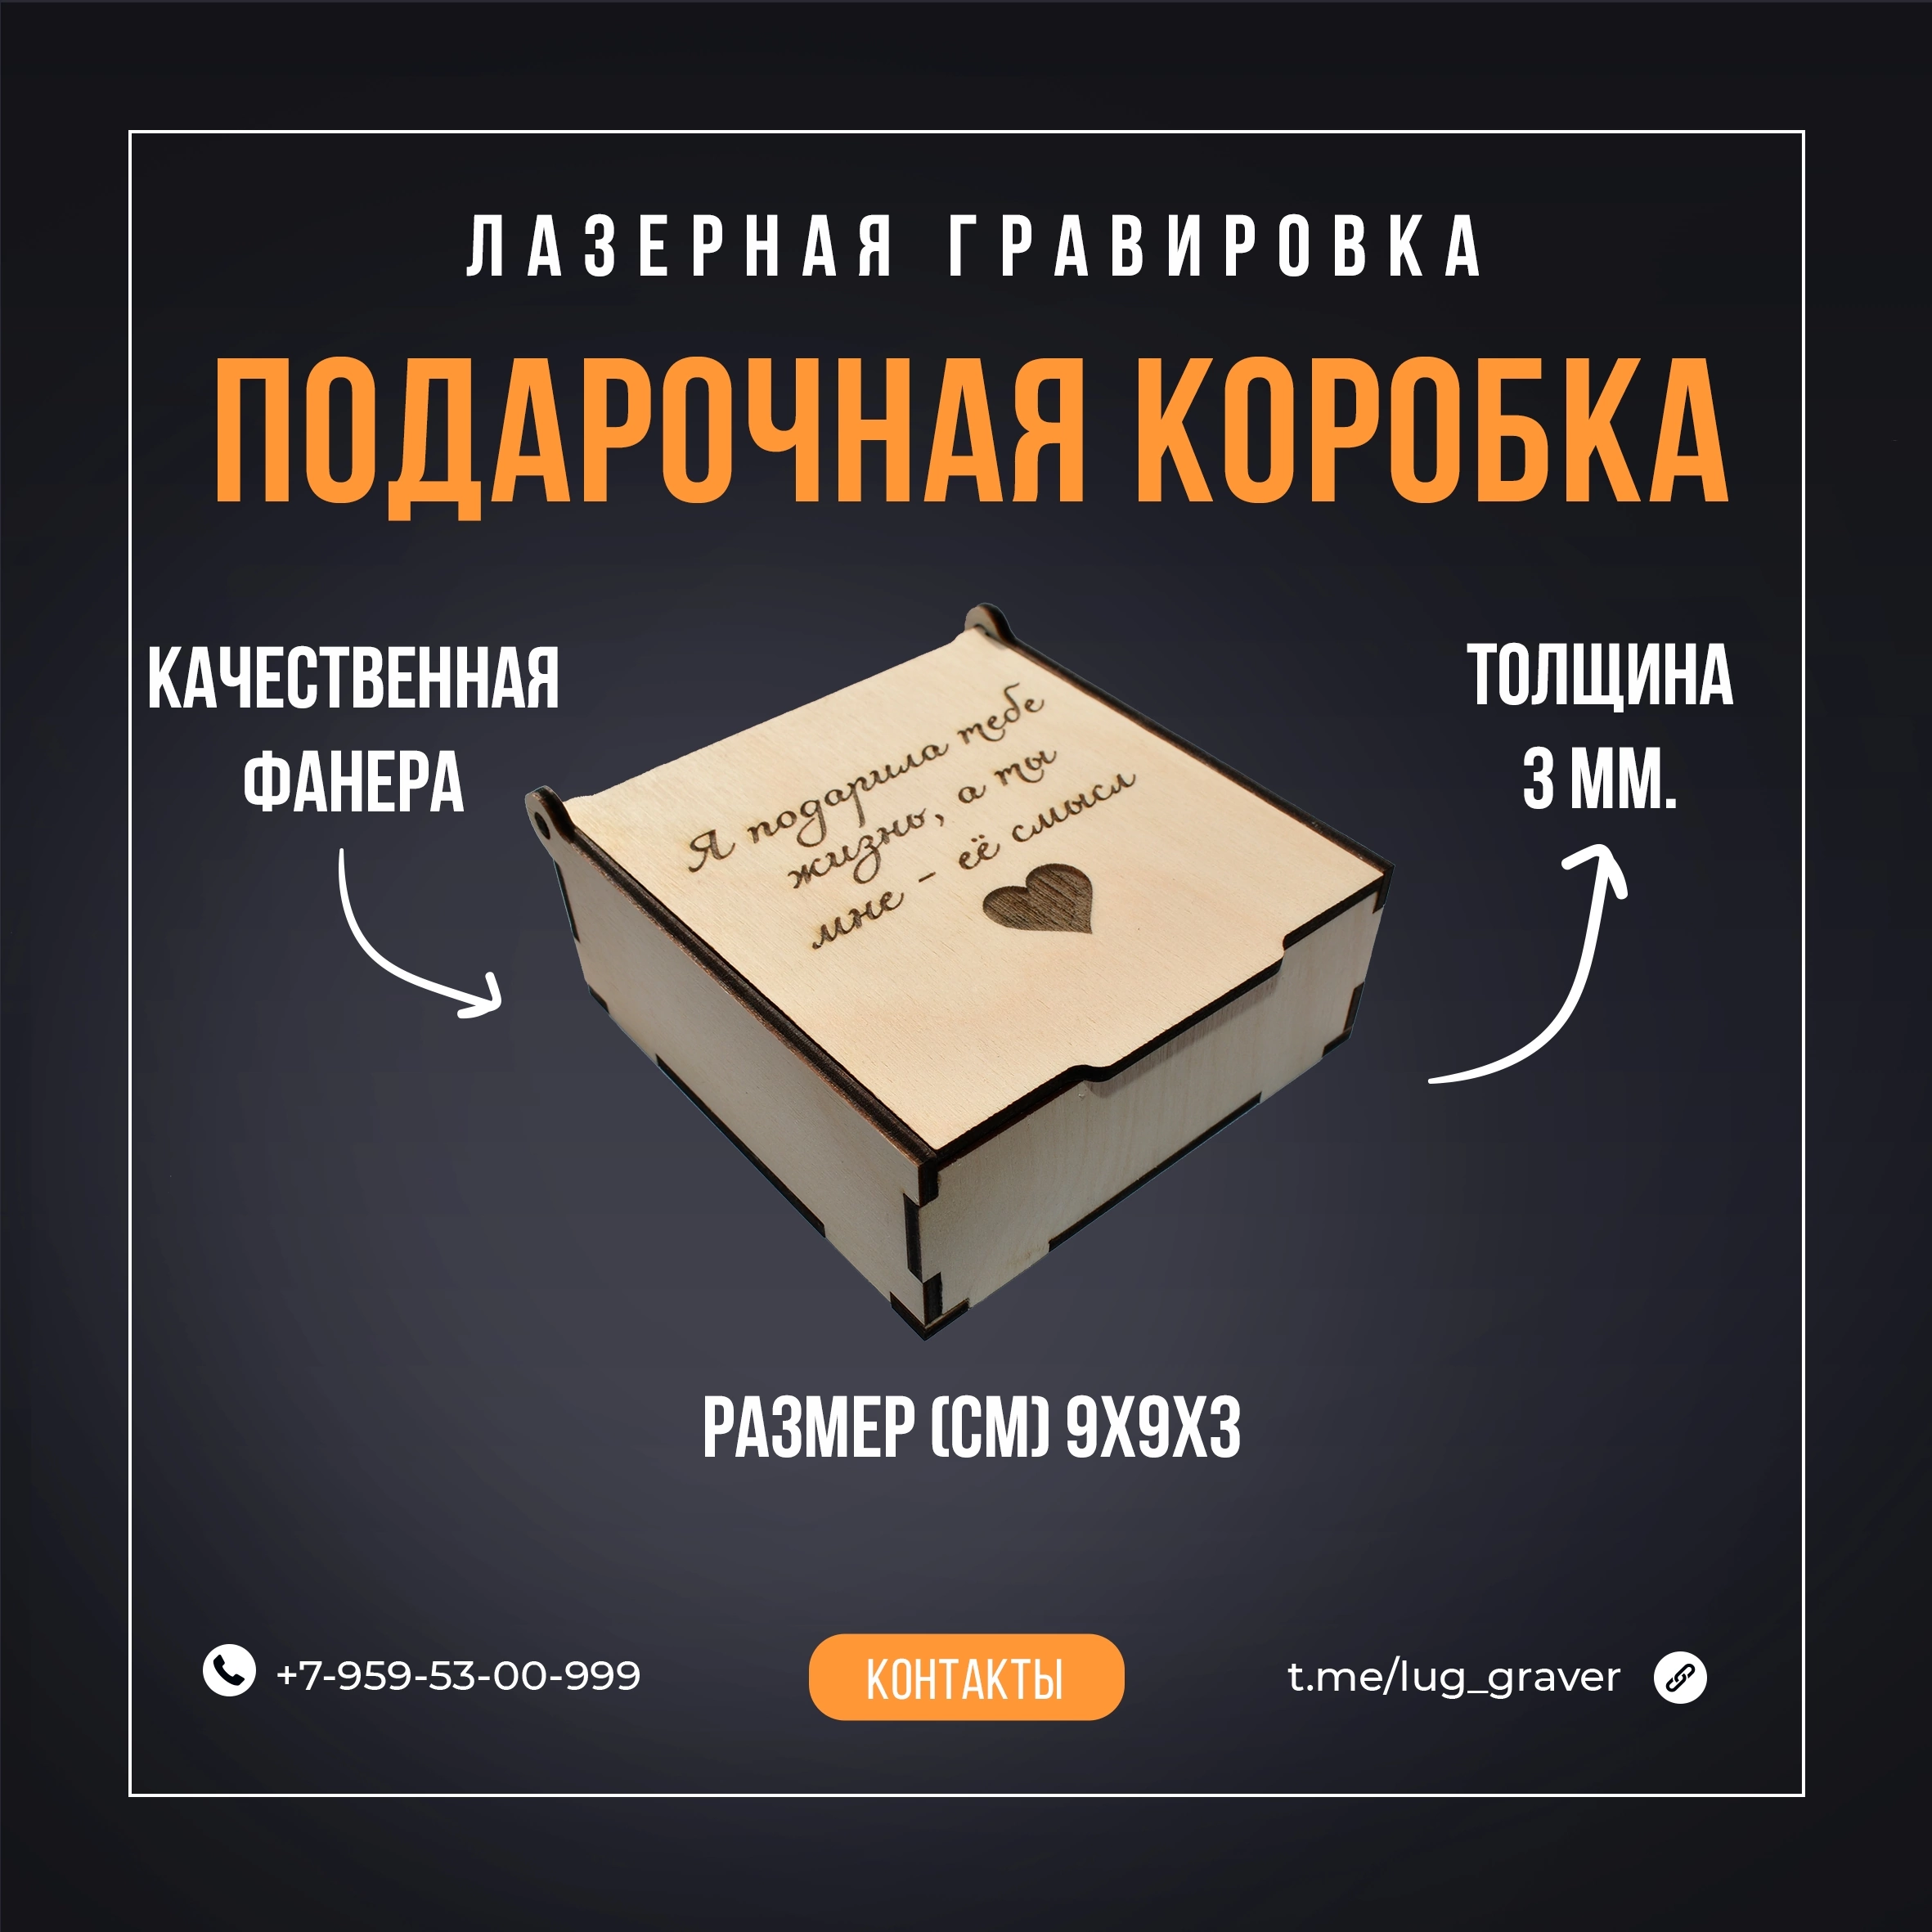 ЛАЗЕРНАЯ ГРАВИРОВКА
ПОДАРОЧНАЯ КОРОБКА
КАЧЕСТВЕННАЯ
ФАНЕРА
ТОЛЩИНА
3 ММ.
Я подарила тебе
жизнь, а ты
мне - её смысл
РАЗМЕР (СМ) 9Х9Х3
+7-959-53-00-999
КОНТАКТЫ
t.me/lug_graver